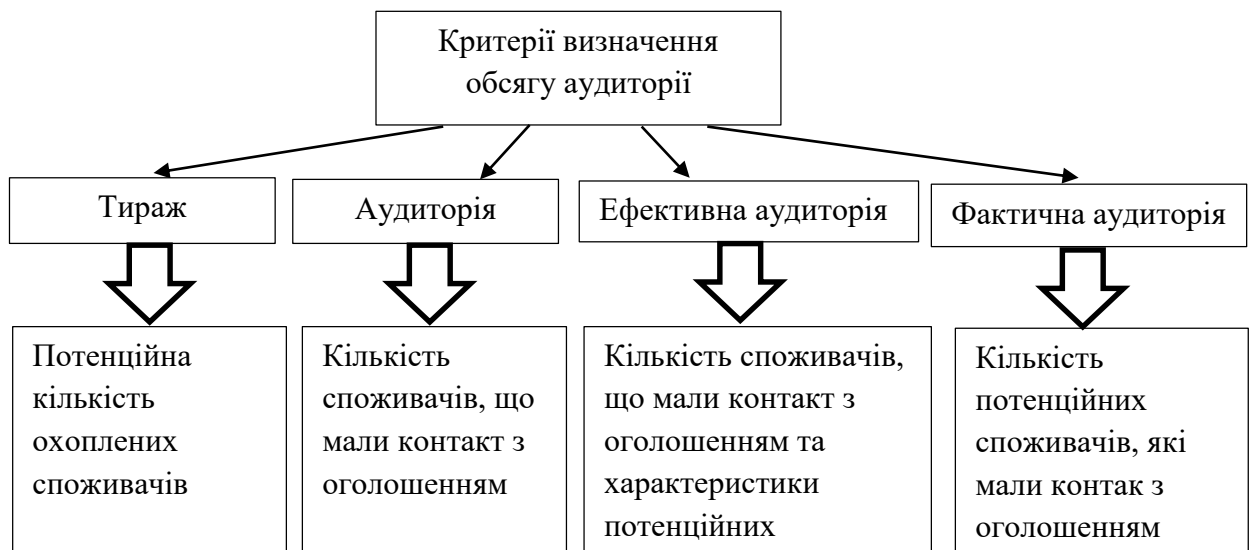 Критерії визначення
обсягу аудиторії
Тираж
Аудиторія
Ефективна аудиторія
Фактична аудиторія
Потенційна
кількість
охоплених
споживачів
Кількість
споживачів, що
мали контакт з
оголошенням
Кількість споживачів,
що мали контакт з
оголошенням та
характеристики
потенційних
Кількість
потенційних
споживачів, які
мали контак з
оголошенням